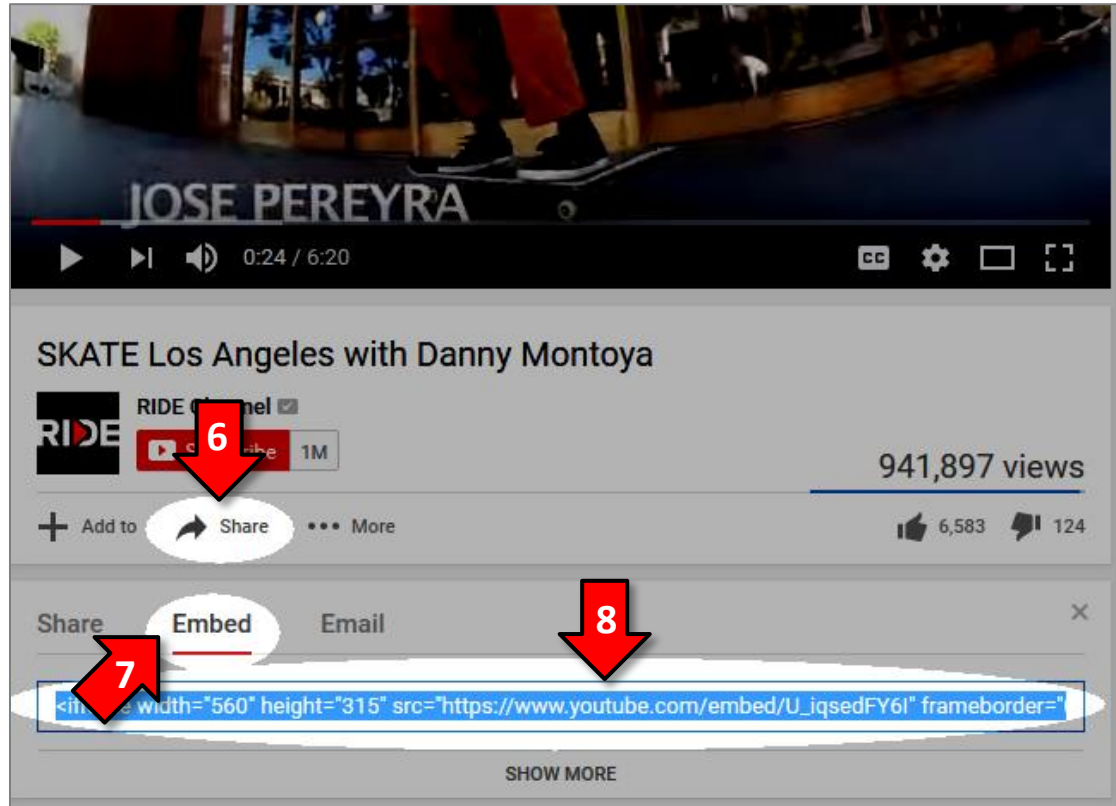 JOSE PEREYRA
0:24 / 6:20
CC
SKATE Los Angeles with Danny Montoya
RIDE
RIDE
6
1M
941,897 views
Add to
Share
More
6,583
124
Share
Embed
Email
8
7
width="560" height="315" src="https://www.youtube.com/embed/U_iqsedFY6I" frameborder="
SHOW MORE